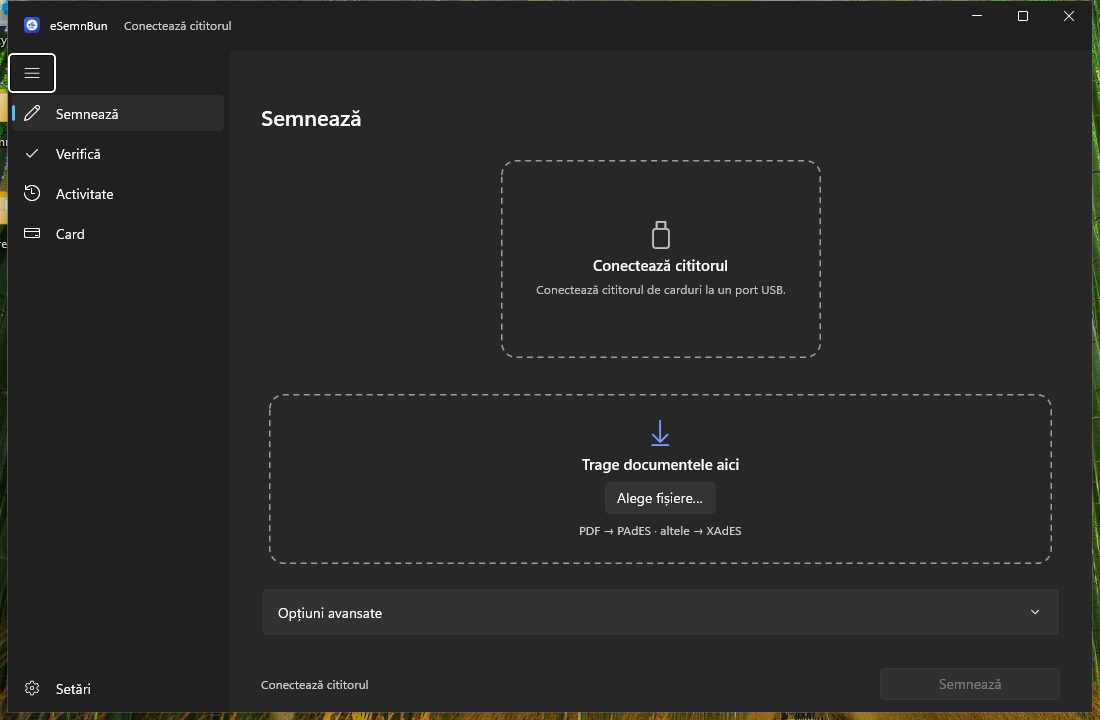 eSemnBun Conectează cititorul
Semnează
Verifică
Activitate
Card
Setări
Semnează
Conectează cititorul
Conectează cititorul de carduri la un port USB.
Trage documentele aici
Alege fișiere...
PDF → PAdES · altele → XAdES
Opțiuni avansate
Conectează cititorul
Semnează